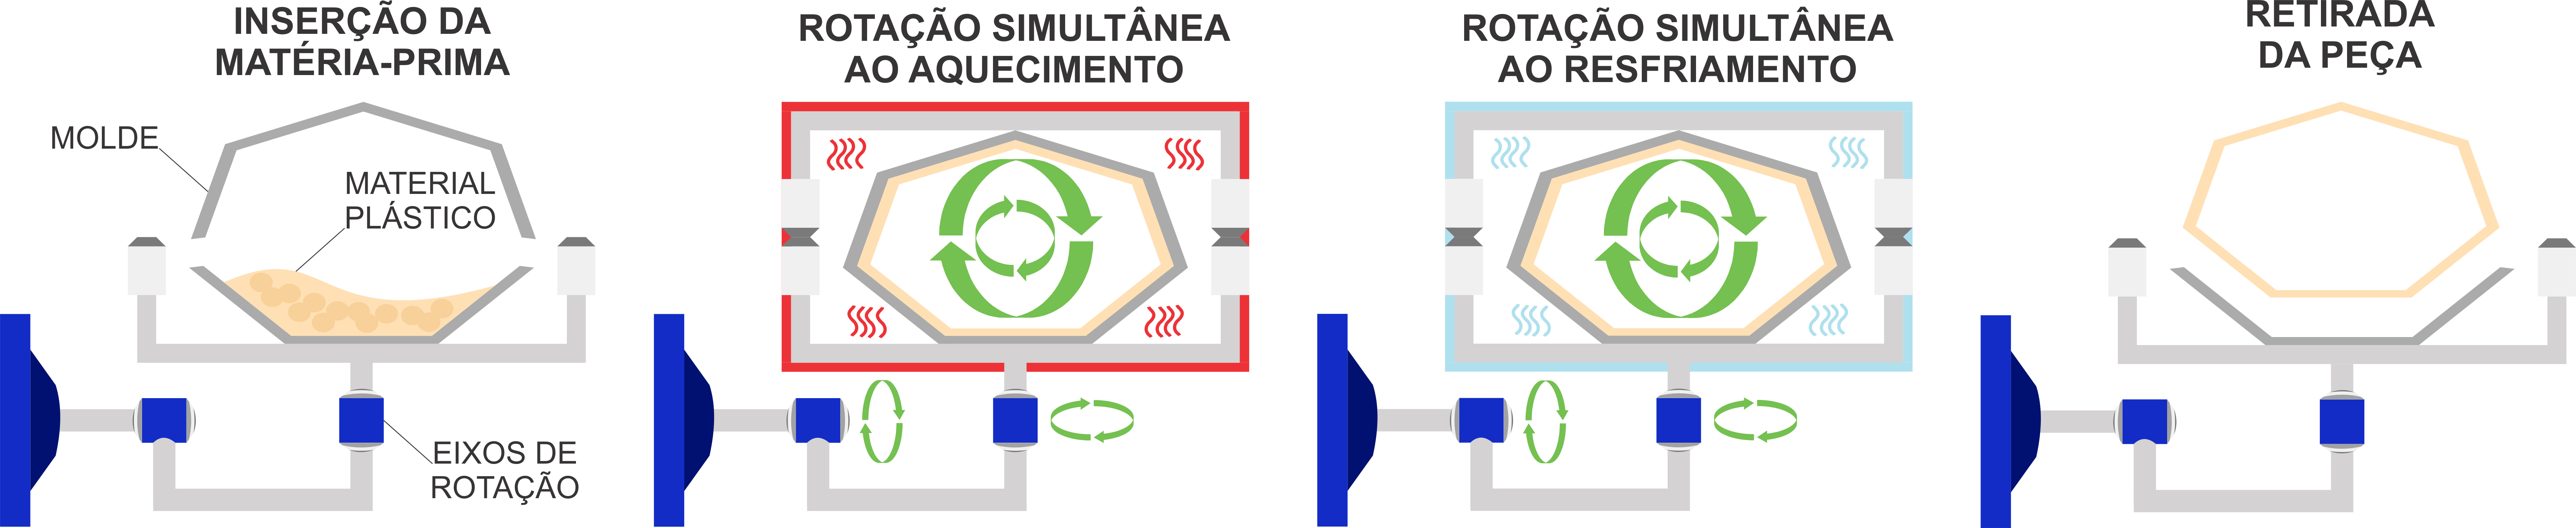 INSERÇÃO DA
MATÉRIA-PRIMA
MOLDE
MATERIAL
PLÁSTICO
EIXOS DE
ROTAÇÃO
ROTAÇÃO SIMULTÂNEA
AO AQUECIMENTO
ROTAÇÃO SIMULTÂNEA
AO RESFRIAMENTO
RETIRADA
DA PEÇA